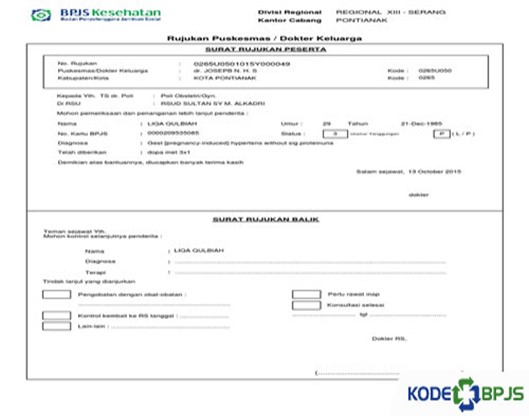 BPJS Kesehatan
Badan Penyelenggara Jaminan Sosial
Divisi Regional REGIONAL XIII - SERANG
Kantor Cabang PONTIANAK
Rujukan Puskesmas / Dokter Keluarga
SURAT RUJUKAN PESERTA
No. Rujukan : 0265U0501015Y000049
Puskesmas/Dokter Keluarga : dr. JOSEPB N. H. S Kode : 0265U050
Kabupaten/Kota : KOTA PONTIANAK Kode : 0265
Kepada Yth. TS dr. Poli : Poli Obstetri/Gyn.
Di RSU : RSUD SULTAN SY M. ALKADRI
Mohon pemeriksaan dan penanganan lebih lanjut penderita :
Nama : LIQA QULBIAH Umur : 29 Tahun 21-Dec-1985
No. Kartu BPJS : 0000209535085 Status : 3 Utama/ Tanggungan P ( L / P )
Diagnosa : Gest [pregnancy-induced] hypertens without sig proteinuria
Telah diberikan : dopa met 3x1
Demikian atas bantuannya, diucapkan banyak terima kasih
Salam sejawat, 13 October 2015
dokter
SURAT RUJUKAN BALIK
Teman sejawat Yth.
Mohon kontrol selanjutnya penderita :
Nama : LIQA QULBIAH
Diagnosa :
Terapi :
Tindak lanjut yang dianjurkan
Pengobatan dengan obat-obatan : Perlu rawat inap
Konsultasi selesai
Kontrol kembali ke RS tanggal : tgl
Lain-lain :
Dokter RS,
KODE BPJS